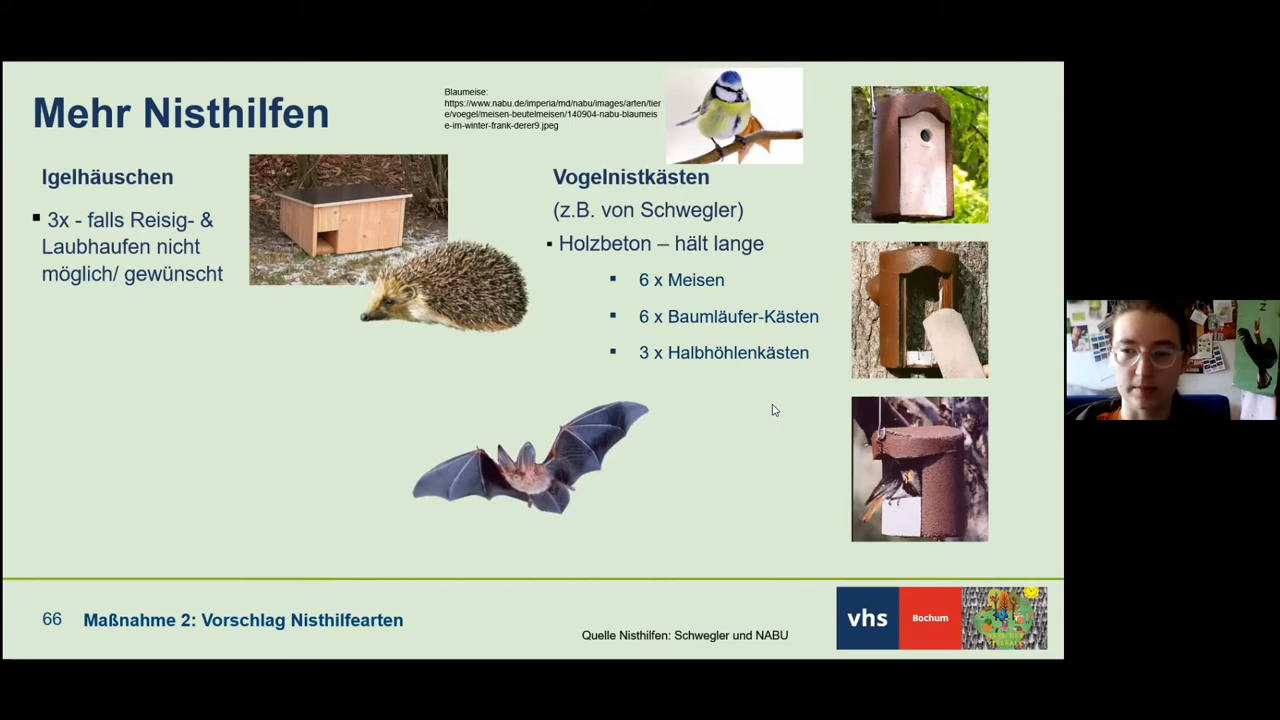 Mehr Nisthilfen
Blaumeise:
https://www.nabu.de/imperia/md/nabu/images/arten/tier
e/voegel/meisen-beutelmeisen/140904-nabu-blaumeis
e-im-winter-frank-derer9.jpeg
Igelhäuschen
▪ 3x - falls Reisig- &
Laubhaufen nicht
möglich/ gewünscht
Vogelnistkästen
(z.B. von Schwegler)
▪ Holzbeton – hält lange
▪ 6 x Meisen
▪ 6 x Baumläufer-Kästen
▪ 3 x Halbhöhlenkästen
66 Maßnahme 2: Vorschlag Nisthilfearten
Quelle Nisthilfen: Schwegler und NABU
vhs
Bochum